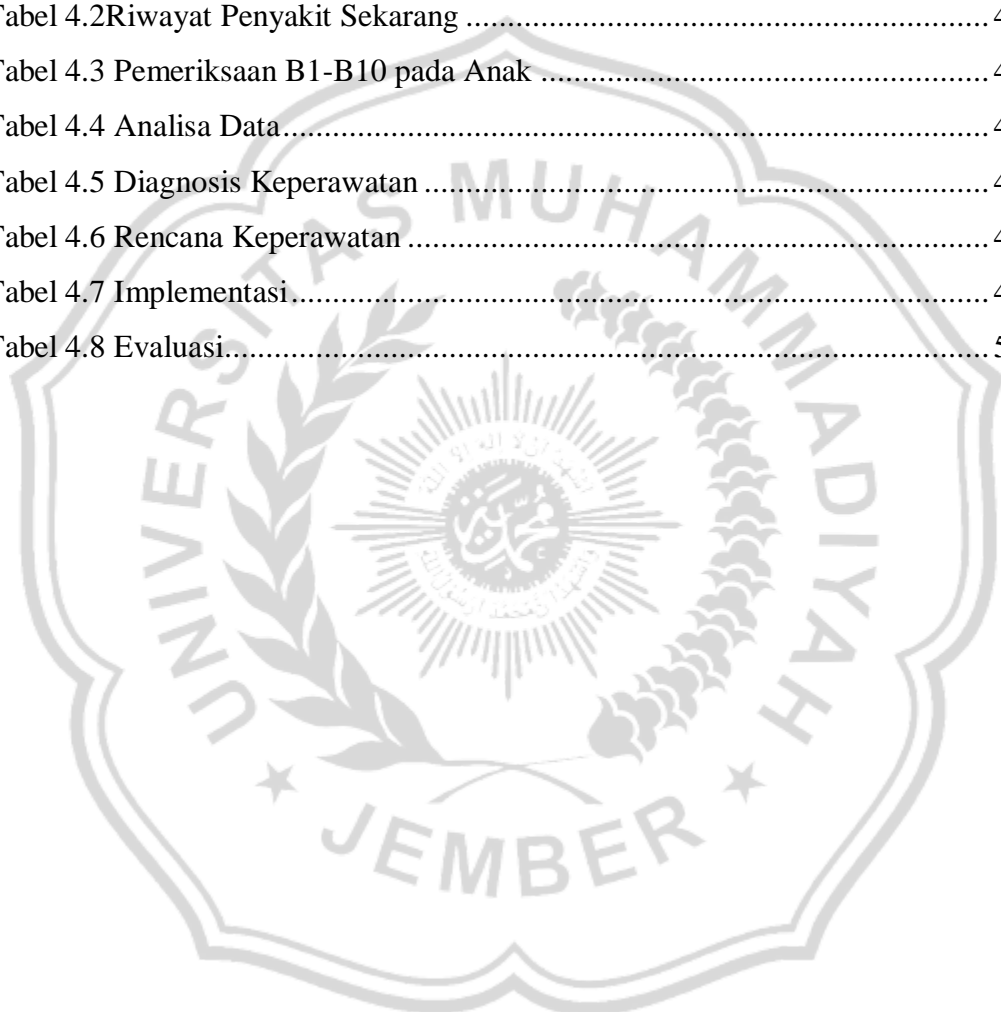 Tabel 4.2Riwayat Penyakit Sekarang ........................................................................ 4
Tabel 4.3 Pemeriksaan B1-B10 pada Anak ............................................................. 4
Tabel 4.4 Analisa Data............................................................................................. 4
Tabel 4.5 Diagnosis Keperawatan ........................................................................... 4
Tabel 4.6 Rencana Keperawatan ............................................................................. 4
Tabel 4.7 Implementasi............................................................................................ 4
Tabel 4.8 Evaluasi.................................................................................................... 5
UNIVERSITAS MUHAMMADIYAH
JEMBER